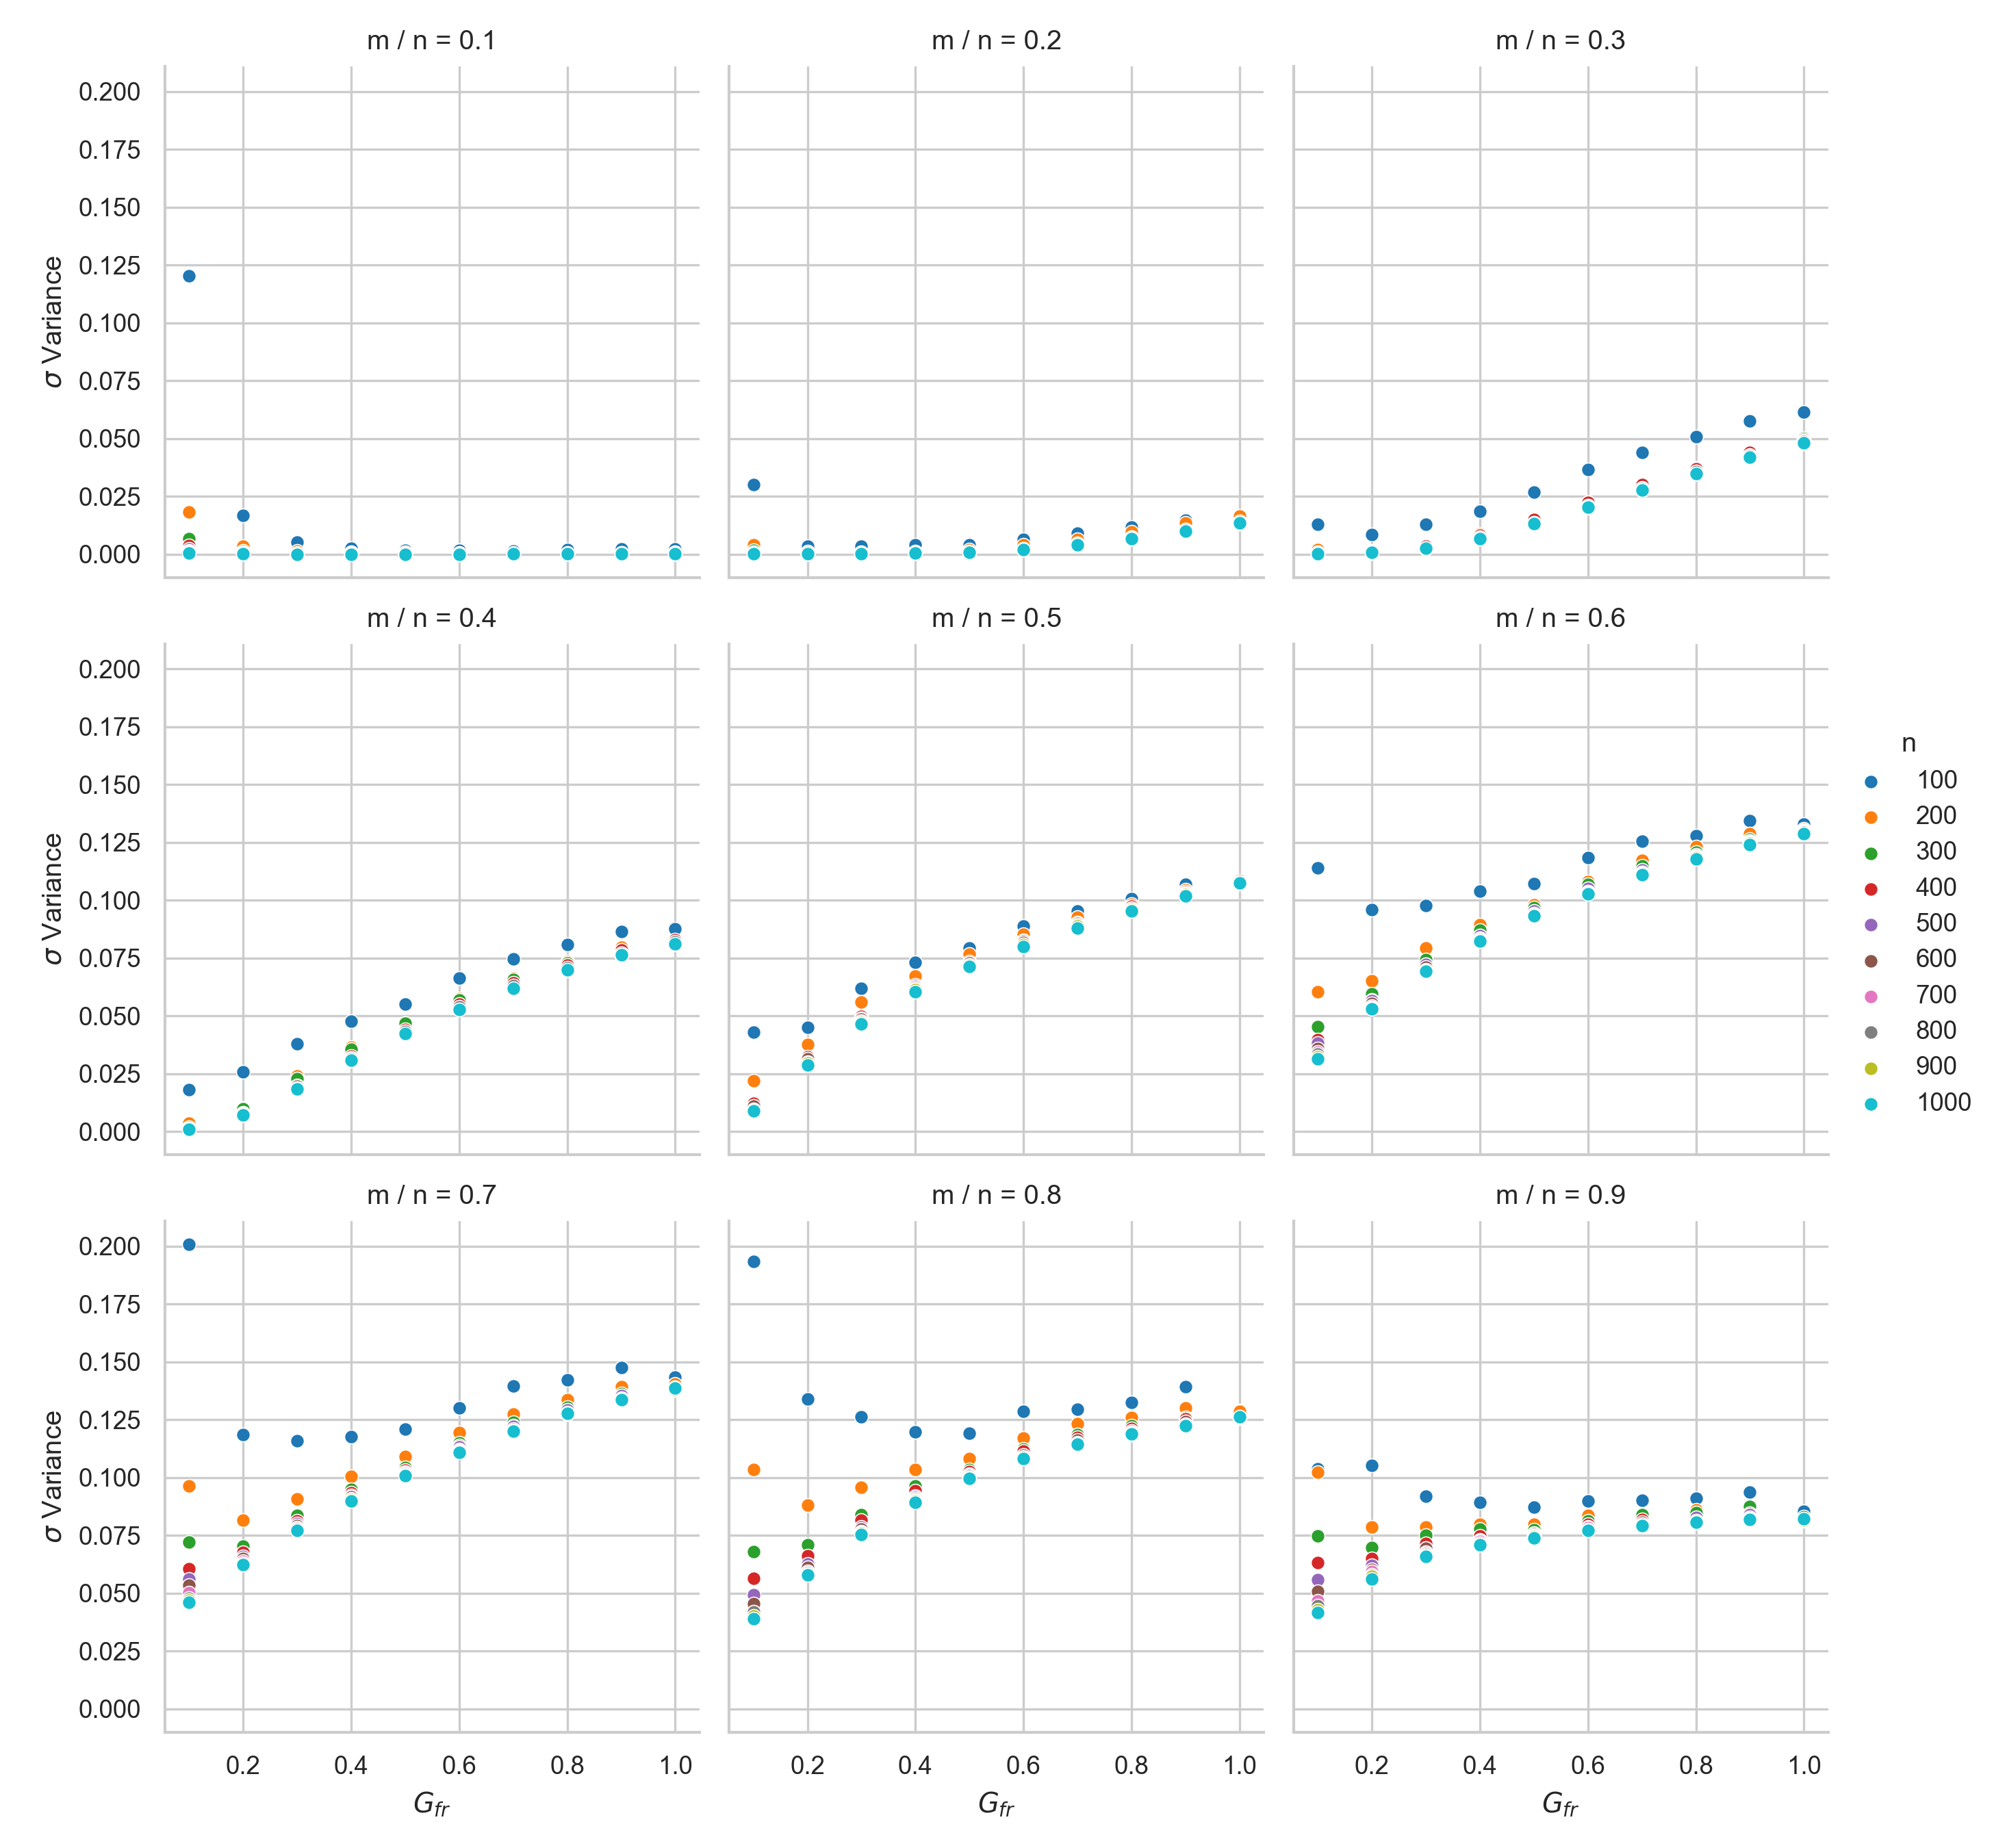 m / n = 0.1
m / n = 0.2
m / n = 0.3
0.200
0.175
0.150
0.125
0.100
0.075
0.050
0.025
0.000
σ Variance
m / n = 0.4
m / n = 0.5
m / n = 0.6
0.200
0.175
0.150
0.125
0.100
0.075
0.050
0.025
0.000
σ Variance
n
100
200
300
400
500
600
700
800
900
1000
m / n = 0.7
m / n = 0.8
m / n = 0.9
0.200
0.175
0.150
0.125
0.100
0.075
0.050
0.025
0.000
σ Variance
0.2 0.4 0.6 0.8 1.0
0.2 0.4 0.6 0.8 1.0
0.2 0.4 0.6 0.8 1.0
G_fr
G_fr
G_fr